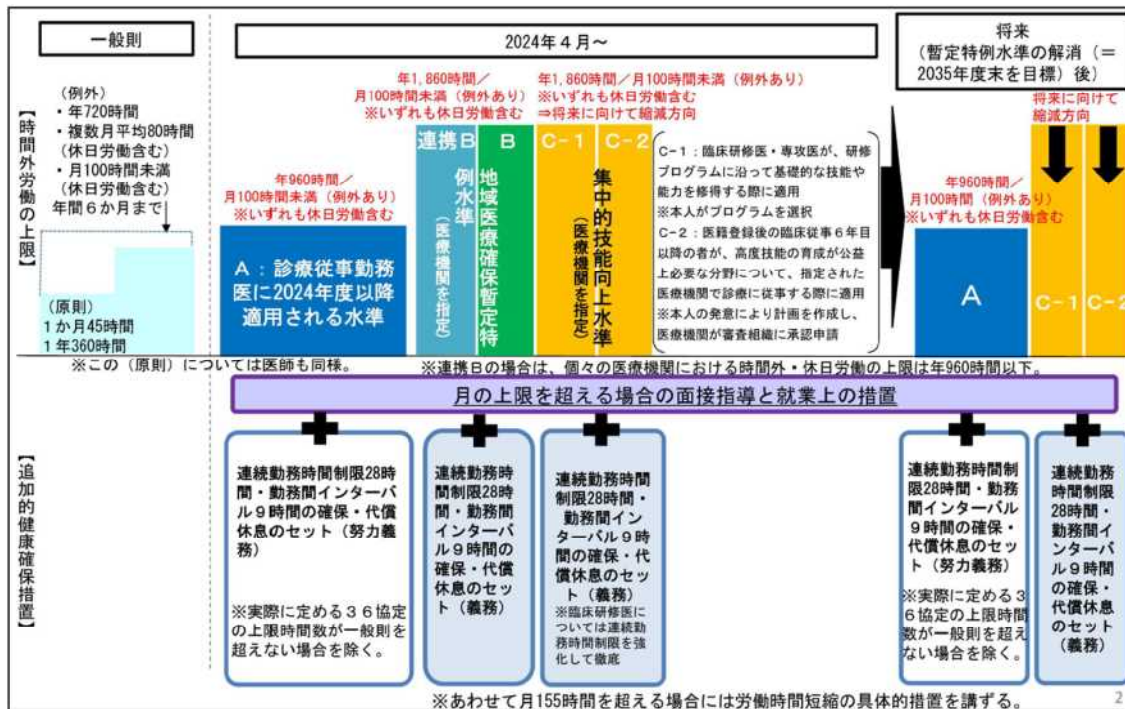 一般則
2024年４月～
将来
（暫定特例水準の解消（＝
2035年度末を目標）後）
【時間外労働の上限】
（例外）
・年720時間
・複数月平均80時間
（休日労働含む）
・月100時間未満
（休日労働含む）
年間６か月まで
（原則）
１か月45時間
１年360時間
※この（原則）については医師も同様。
年960時間／
月100時間未満（例外あり）
※いずれも休日労働含む
Ａ：診療従事勤務
医に2024年度以降
適用される水準
年1,860時間／
月100時間未満（例外あり）
※いずれも休日労働含む
連携Ｂ
Ｂ
地域医療確保暫定特
例水準
（医療機関を指定）
年1,860時間／月100時間未満（例外あり）
※いずれも休日労働含む
⇒将来に向けて縮減方向
Ｃ-１
Ｃ-２
集中的技能向上水準
（医療機関を指定）
Ｃ-１：臨床研修医・専攻医が、研修
プログラムに沿って基礎的な技能や
能力を修得する際に適用
※本人がプログラムを選択
Ｃ-２：医籍登録後の臨床従事６年目
以降の者が、高度技能の育成が公益
上必要な分野について、指定された
医療機関で診療に従事する際に適用
※本人の発意により計画を作成し、
医療機関が審査組織に承認申請
年960時間／
月100時間（例外あり）
※いずれも休日労働含む
Ａ
将来に向けて
縮減方向
Ｃ-１
Ｃ-２
※連携Ｂの場合は、個々の医療機関における時間外・休日労働の上限は年960時間以下。
月の上限を超える場合の面接指導と就業上の措置
【追加的健康確保措置】
連続勤務時間制限28時
間・勤務間インターバ
ル９時間の確保・代償
休息のセット（努力義
務）
※実際に定める３６協定
の上限時間数が一般則を
超えない場合を除く。
連続勤務時
間制限28時
間・勤務間
インターバ
ル９時間の
確保・代償
休息のセッ
ト（義務）
連続勤務時間
制限28時間・
勤務間イン
ターバル９時
間の確保・代
償休息のセッ
ト（義務）
※臨床研修医に
ついては連続勤
務時間制限を強
化して徹底
連続勤務時間制
限28時間・勤務
間インターバル
９時間の確保・
代償休息のセッ
ト（努力義務）
※実際に定める３
６協定の上限時間
数が一般則を超え
ない場合を除く。
連続勤務
時間制限
28時間・
勤務間イ
ンターバ
ル９時間
の確保・
代償休息
のセット
（義務）
※あわせて月155時間を超える場合には労働時間短縮の具体的措置を講ずる。
2